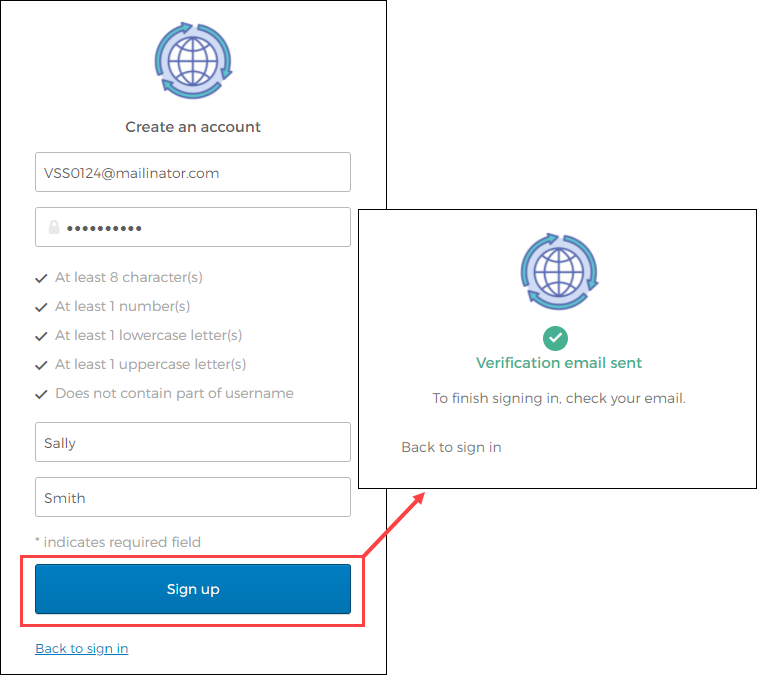 Create an account
VSS0124@mailinator.com
••••••••••
At least 8 character(s)
At least 1 number(s)
At least 1 lowercase letter(s)
At least 1 uppercase letter(s)
Does not contain part of username
Sally
Smith
* indicates required field
Sign up
Back to sign in
Verification email sent
To finish signing in, check your email.
Back to sign in